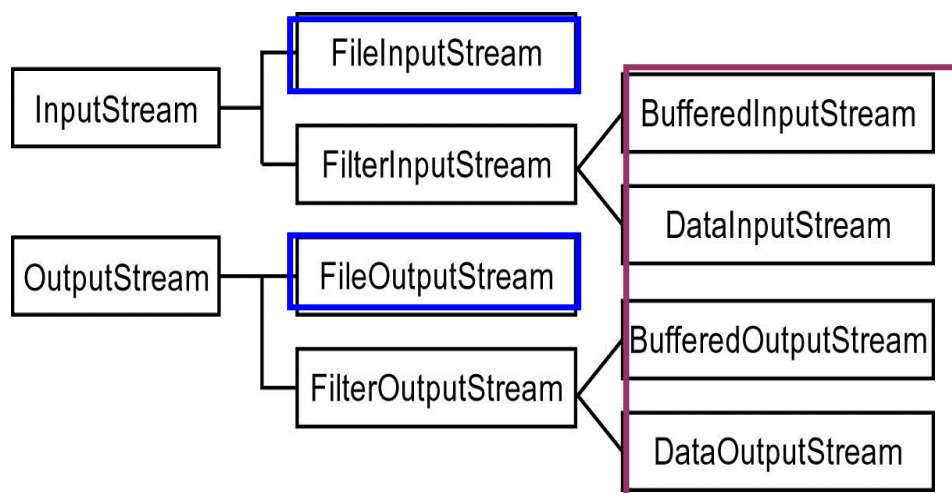 FileInputStream
InputStream
BufferedInputStream
FilterInputStream
DataInputStream
OutputStream
FileOutputStream
BufferedOutputStream
FilterOutputStream
DataOutputStream